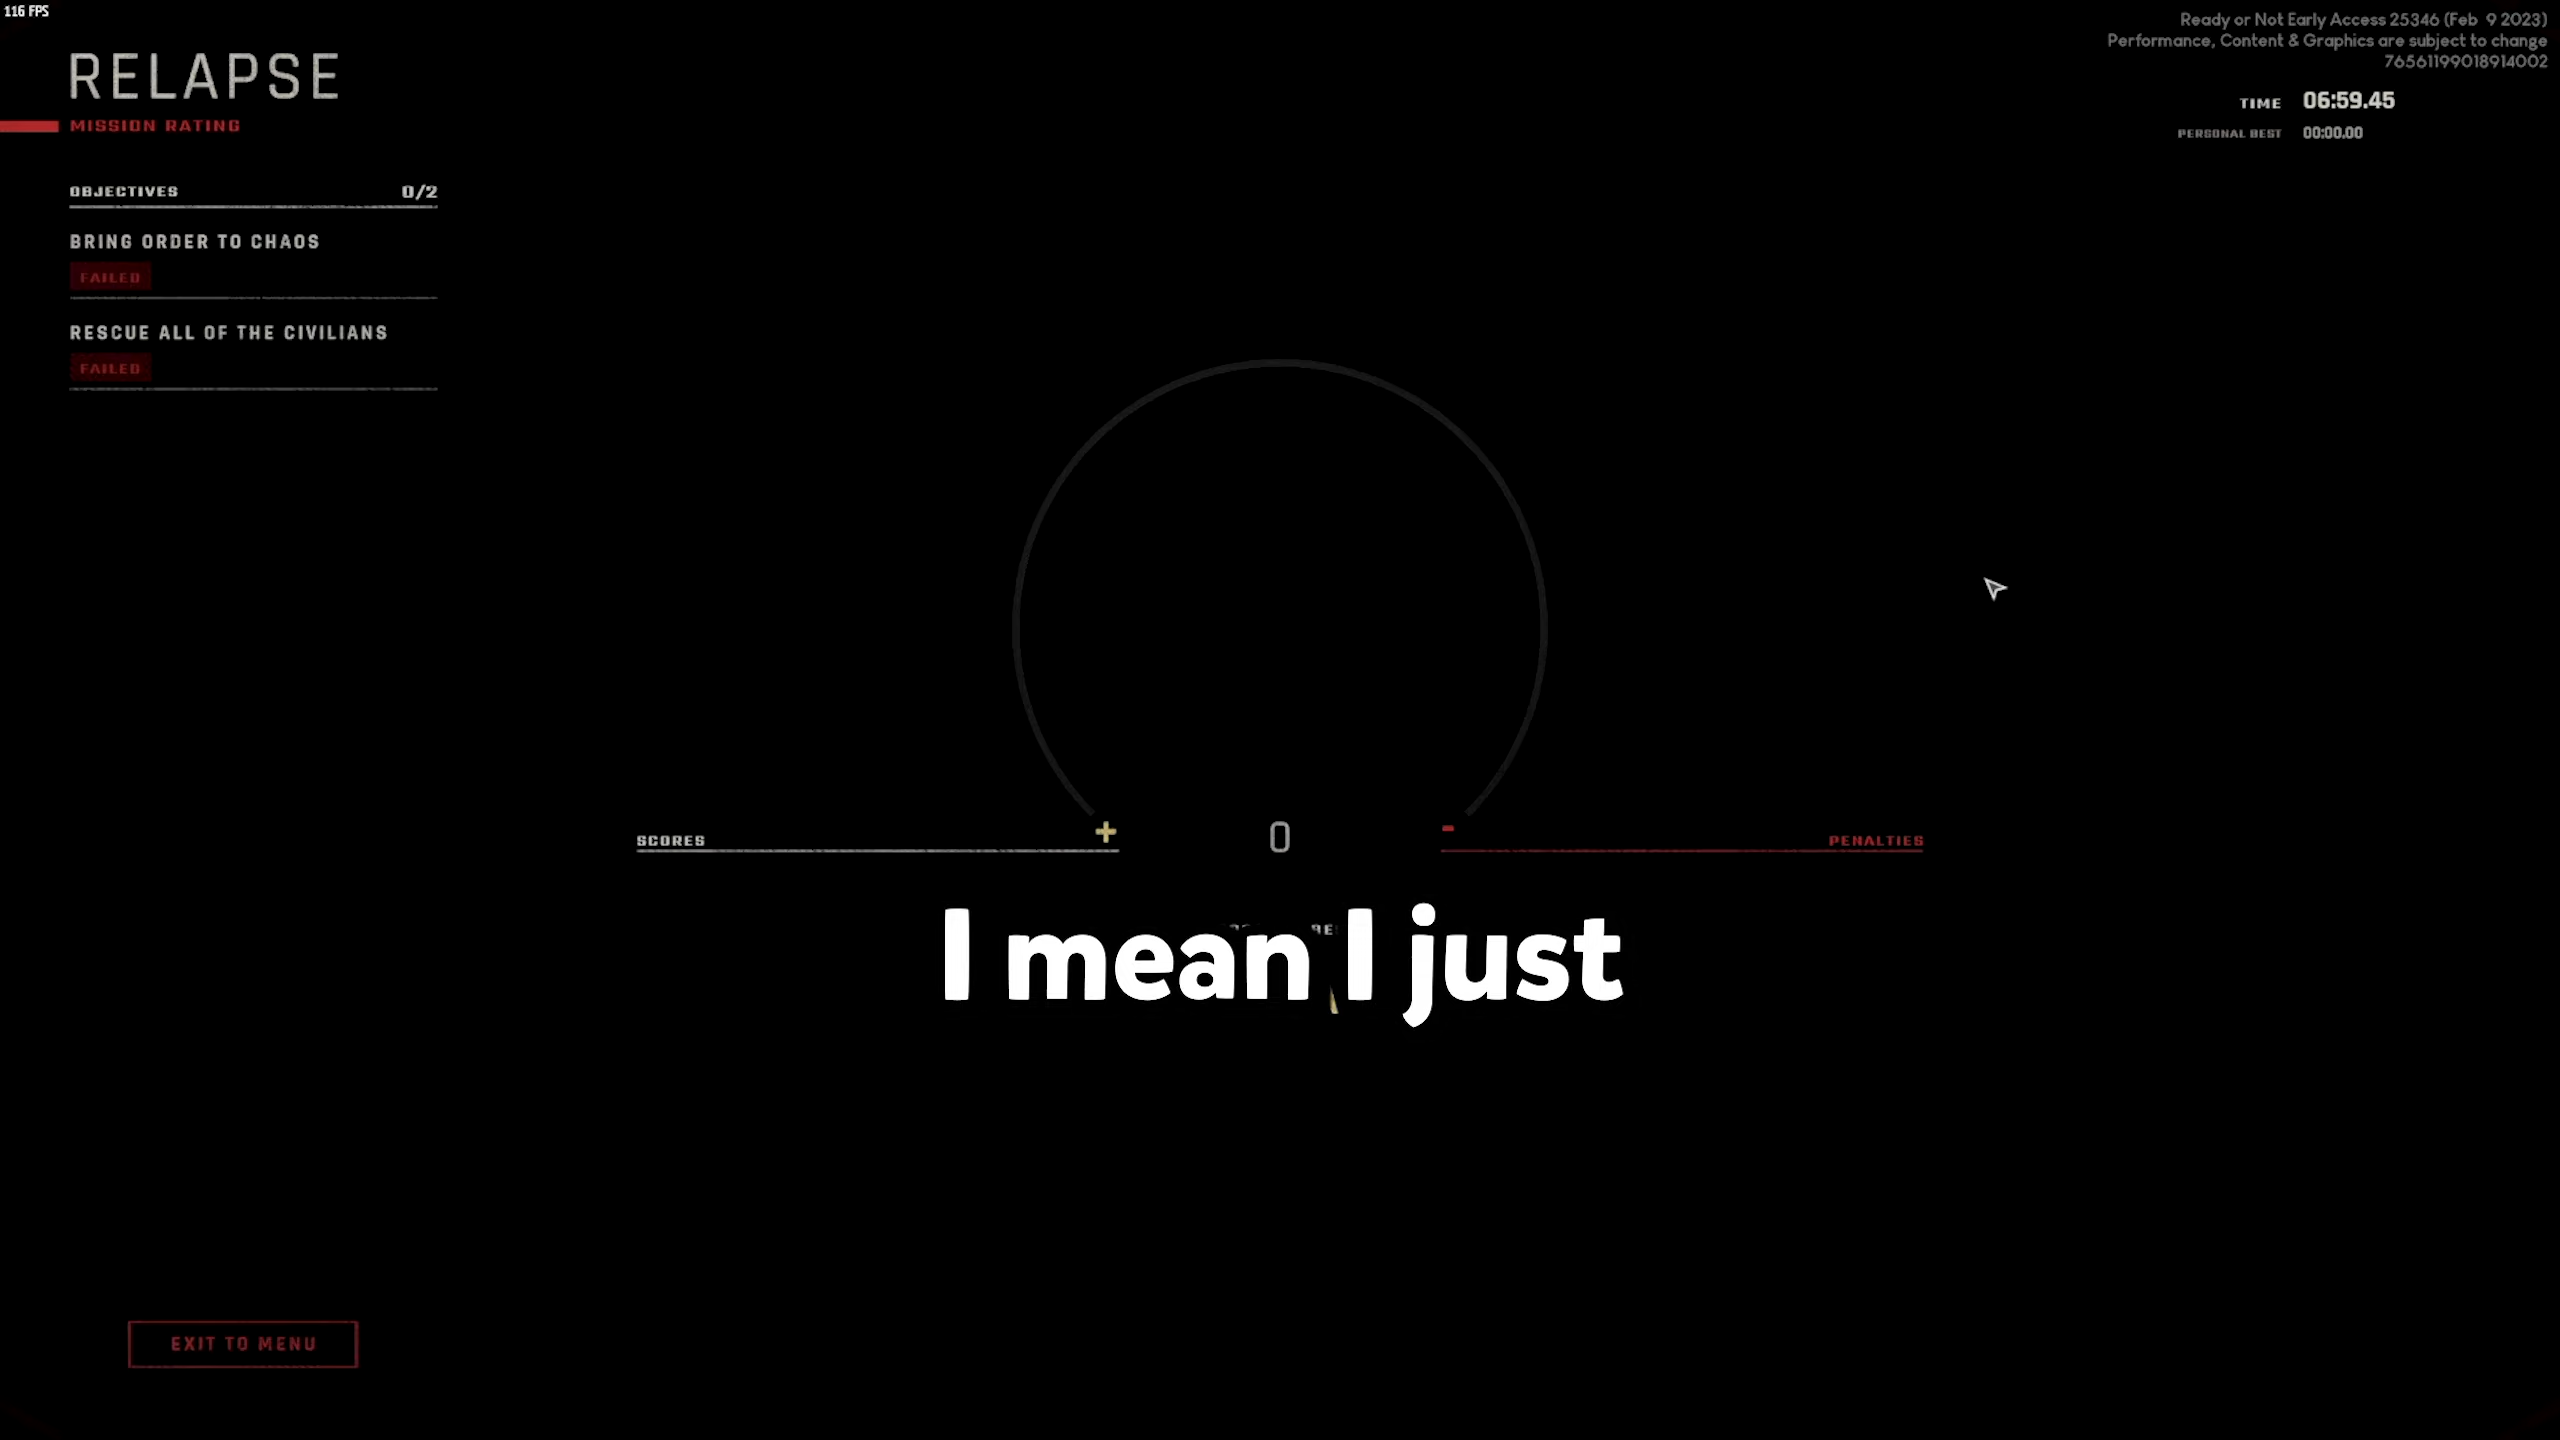 116 FPS
Ready or Not Early Access 25346 (Feb 9 2023)
Performance, Content & Graphics are subject to change
76561199018914002
RELAPSE
MISSION RATING
TIME 06:59.45
PERSONAL BEST 00:00.00
OBJECTIVES 0/2
BRING ORDER TO CHAOS
FAILED
RESCUE ALL OF THE CIVILIANS
FAILED
SCORES + 0 - PENALTIES
I mean I just
EXIT TO MENU